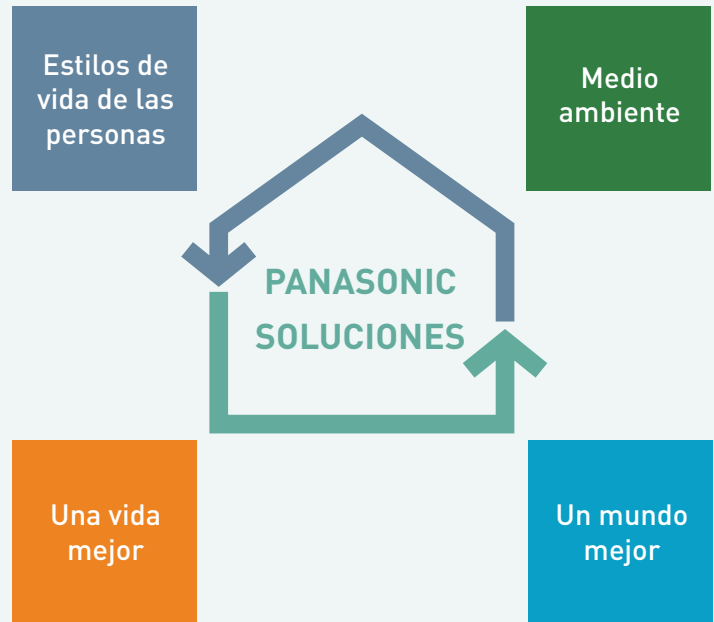 Estilos de
vida de las
personas
Medio
ambiente
PANASONIC
SOLUCIONES
Una vida
mejor
Un mundo
mejor